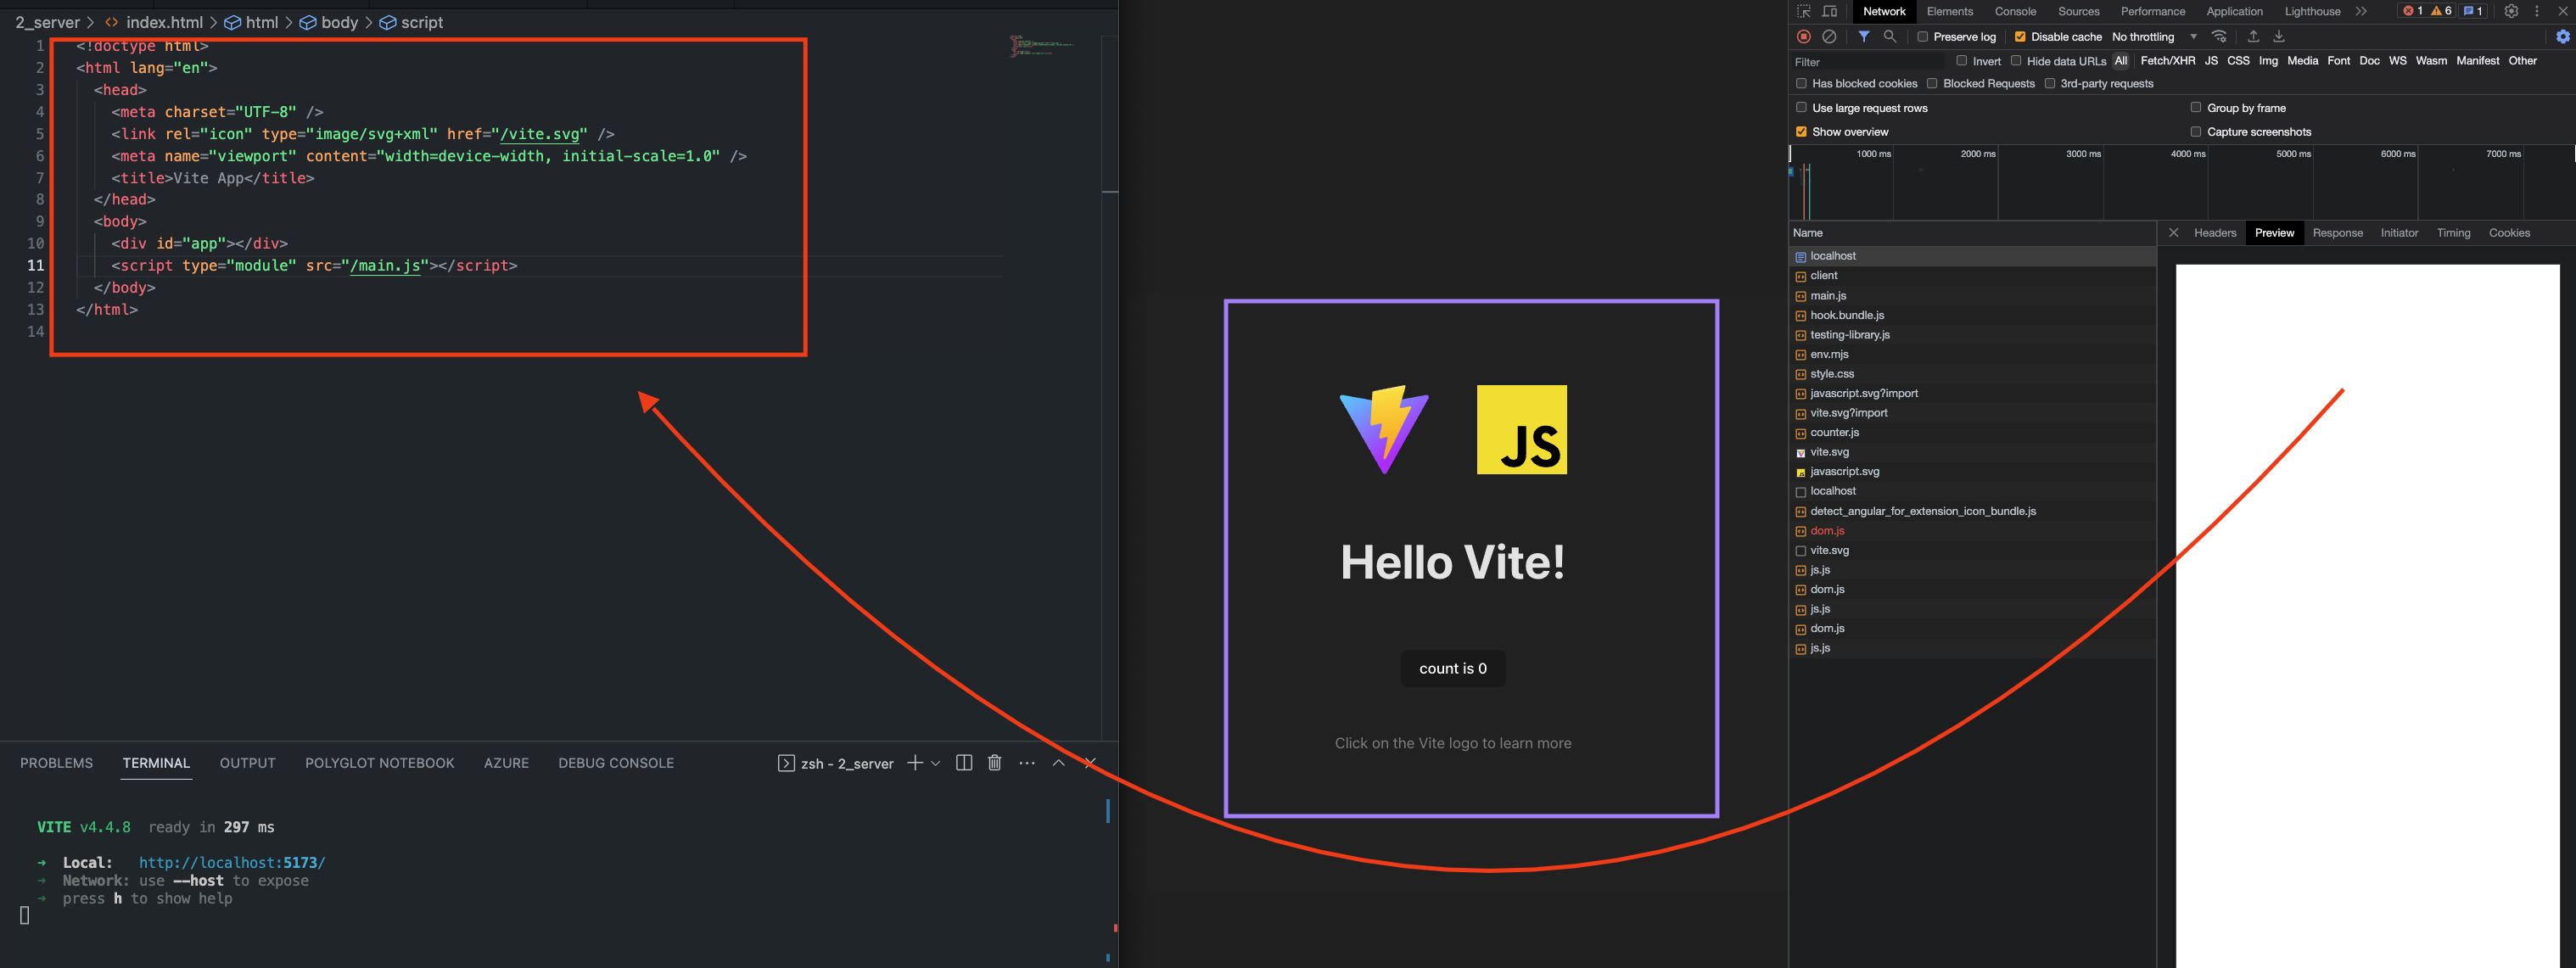 2_server > <> index.html > html > body > script
1 <!doctype html>
2 <html lang="en">
3 <head>
4 <meta charset="UTF-8" />
5 <link rel="icon" type="image/svg+xml" href="/vite.svg" />
6 <meta name="viewport" content="width=device-width, initial-scale=1.0" />
7 <title>Vite App</title>
8 </head>
9 <body>
10 <div id="app"></div>
11 <script type="module" src="/main.js"></script>
12 </body>
13 </html>
14
PROBLEMS TERMINAL OUTPUT POLYGLOT NOTEBOOK AZURE DEBUG CONSOLE zsh - 2_server
VITE v4.4.8 ready in 297 ms
➜ Local: http://localhost:5173/
➜ Network: use --host to expose
➜ press h to show help
JS
Hello Vite!
count is 0
Click on the Vite logo to learn more
Network Elements Console Sources Performance Application Lighthouse 1 6 1
Preserve log Disable cache No throttling
Filter Invert Hide data URLs All Fetch/XHR JS CSS Img Media Font Doc WS Wasm Manifest Other
Has blocked cookies Blocked Requests 3rd-party requests
Use large request rows Group by frame
Show overview Capture screenshots
1000 ms 2000 ms 3000 ms 4000 ms 5000 ms 6000 ms 7000 ms
Name Headers Preview Response Initiator Timing Cookies
localhost
client
main.js
hook.bundle.js
testing-library.js
env.mjs
style.css
javascript.svg?import
vite.svg?import
counter.js
vite.svg
javascript.svg
localhost
detect_angular_for_extension_icon_bundle.js
dom.js
vite.svg
js.js
dom.js
js.js
dom.js
js.js